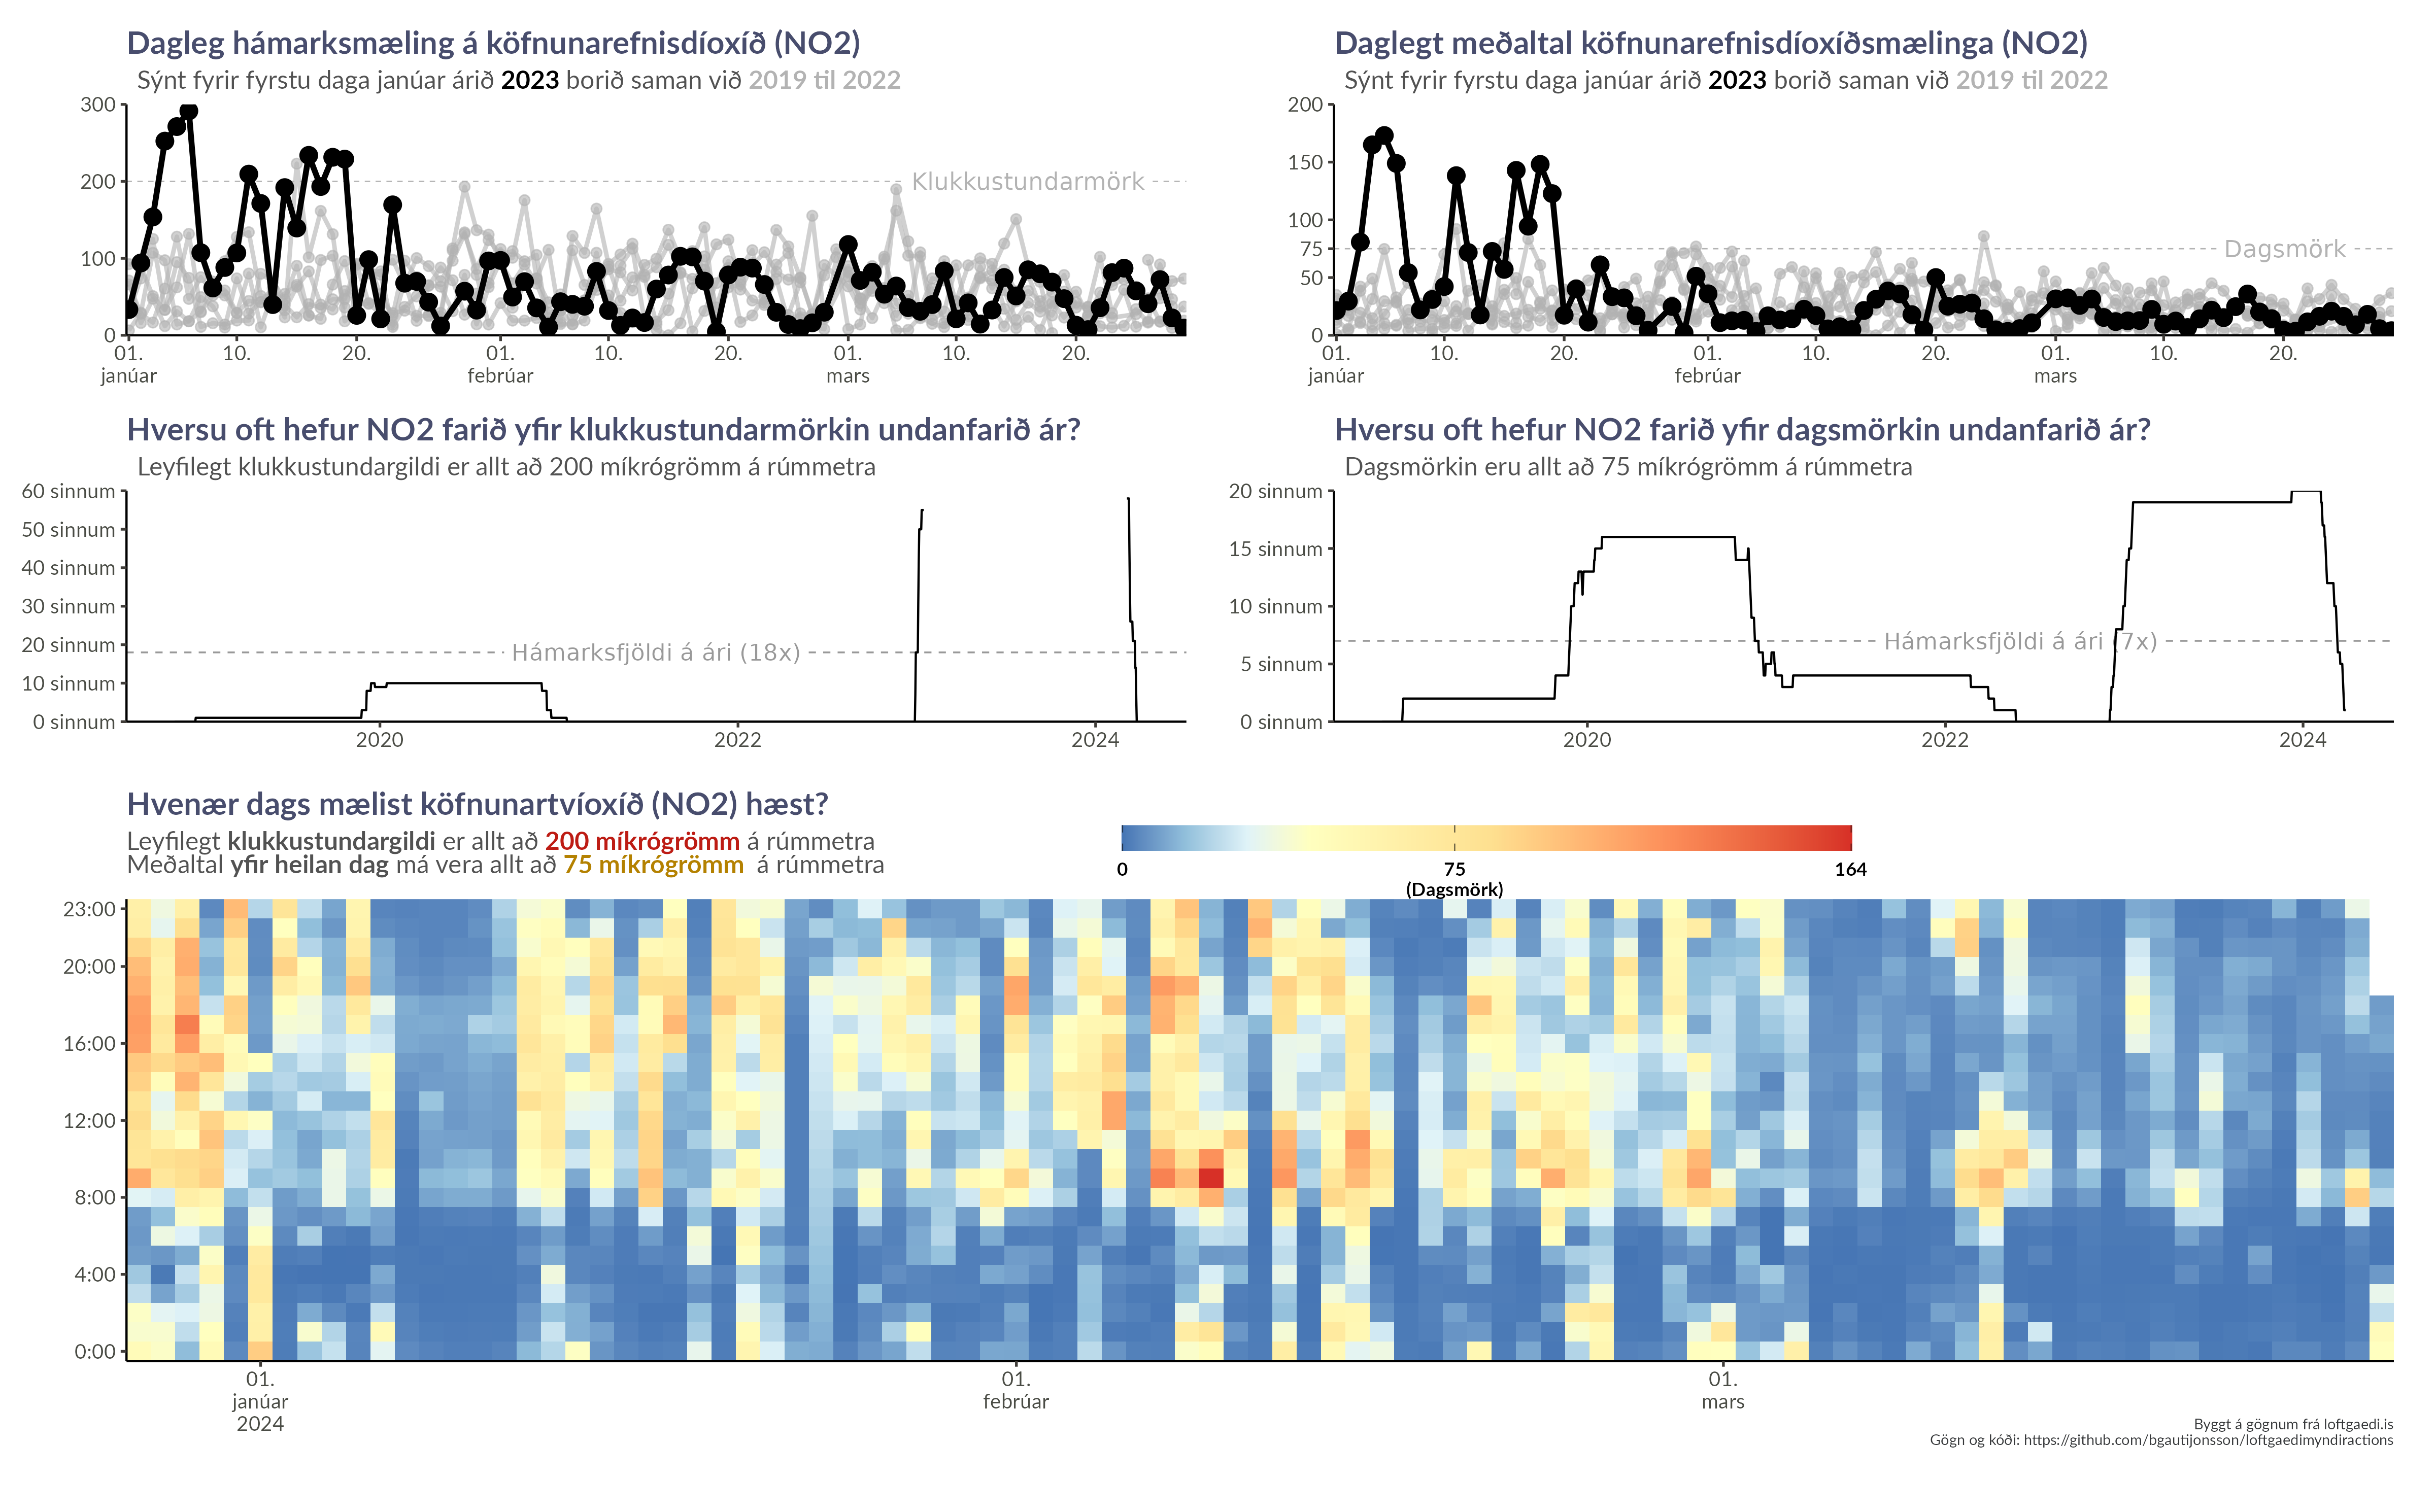 Dagleg hámarksmæling á köfnunarefnisdíoxíð (NO2)
Sýnt fyrir fyrstu daga janúar árið 2023 borið saman við 2019 til 2022
300
200
100
0
Klukkustundarmörk
01. 10. 20. 01. 10. 20. 01. 10. 20.
janúar febrúar mars
Daglegt meðaltal köfnunarefnisdíoxíðsmælinga (NO2)
Sýnt fyrir fyrstu daga janúar árið 2023 borið saman við 2019 til 2022
200
150
100
75
50
0
Dagsmörk
01. 10. 20. 01. 10. 20. 01. 10. 20.
janúar febrúar mars
Hversu oft hefur NO2 farið yfir klukkustundarmörkin undanfarið ár?
Leyfilegt klukkustundargildi er allt að 200 míkrógrömm á rúmmetra
60 sinnum
50 sinnum
40 sinnum
30 sinnum
20 sinnum
10 sinnum
0 sinnum
Hámarksfjöldi á ári (18x)
2020 2022 2024
Hversu oft hefur NO2 farið yfir dagsmörkin undanfarið ár?
Dagsmörkin eru allt að 75 míkrógrömm á rúmmetra
20 sinnum
15 sinnum
10 sinnum
5 sinnum
0 sinnum
Hámarksfjöldi á ári (7x)
2020 2022 2024
Hvenær dags mælist köfnunartvíoxíð (NO2) hæst?
Leyfilegt klukkustundargildi er allt að 200 míkrógrömm á rúmmetra
Meðaltal yfir heilan dag má vera allt að 75 míkrógrömm á rúmmetra
0 75 164
(Dagsmörk)
23:00
20:00
16:00
12:00
8:00
4:00
0:00
01. 01. 01.
janúar febrúar mars
2024
Byggt á gögnum frá loftgaedi.is
Gögn og kóði: https://github.com/bgautijonsson/loftgaedimyndiractions